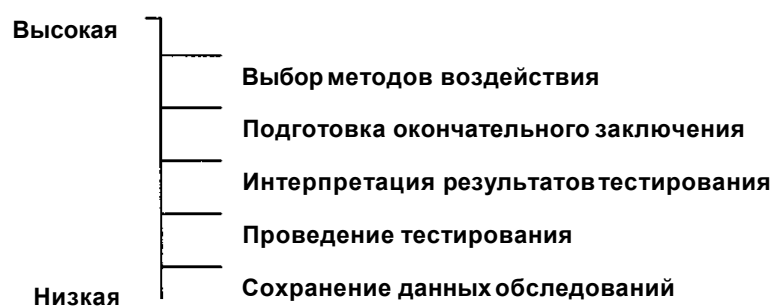 Высокая
Выбор методов воздействия
Подготовка окончательного заключения
Интерпретация результатов тестирования
Проведение тестирования
Сохранение данных обследований
Низкая